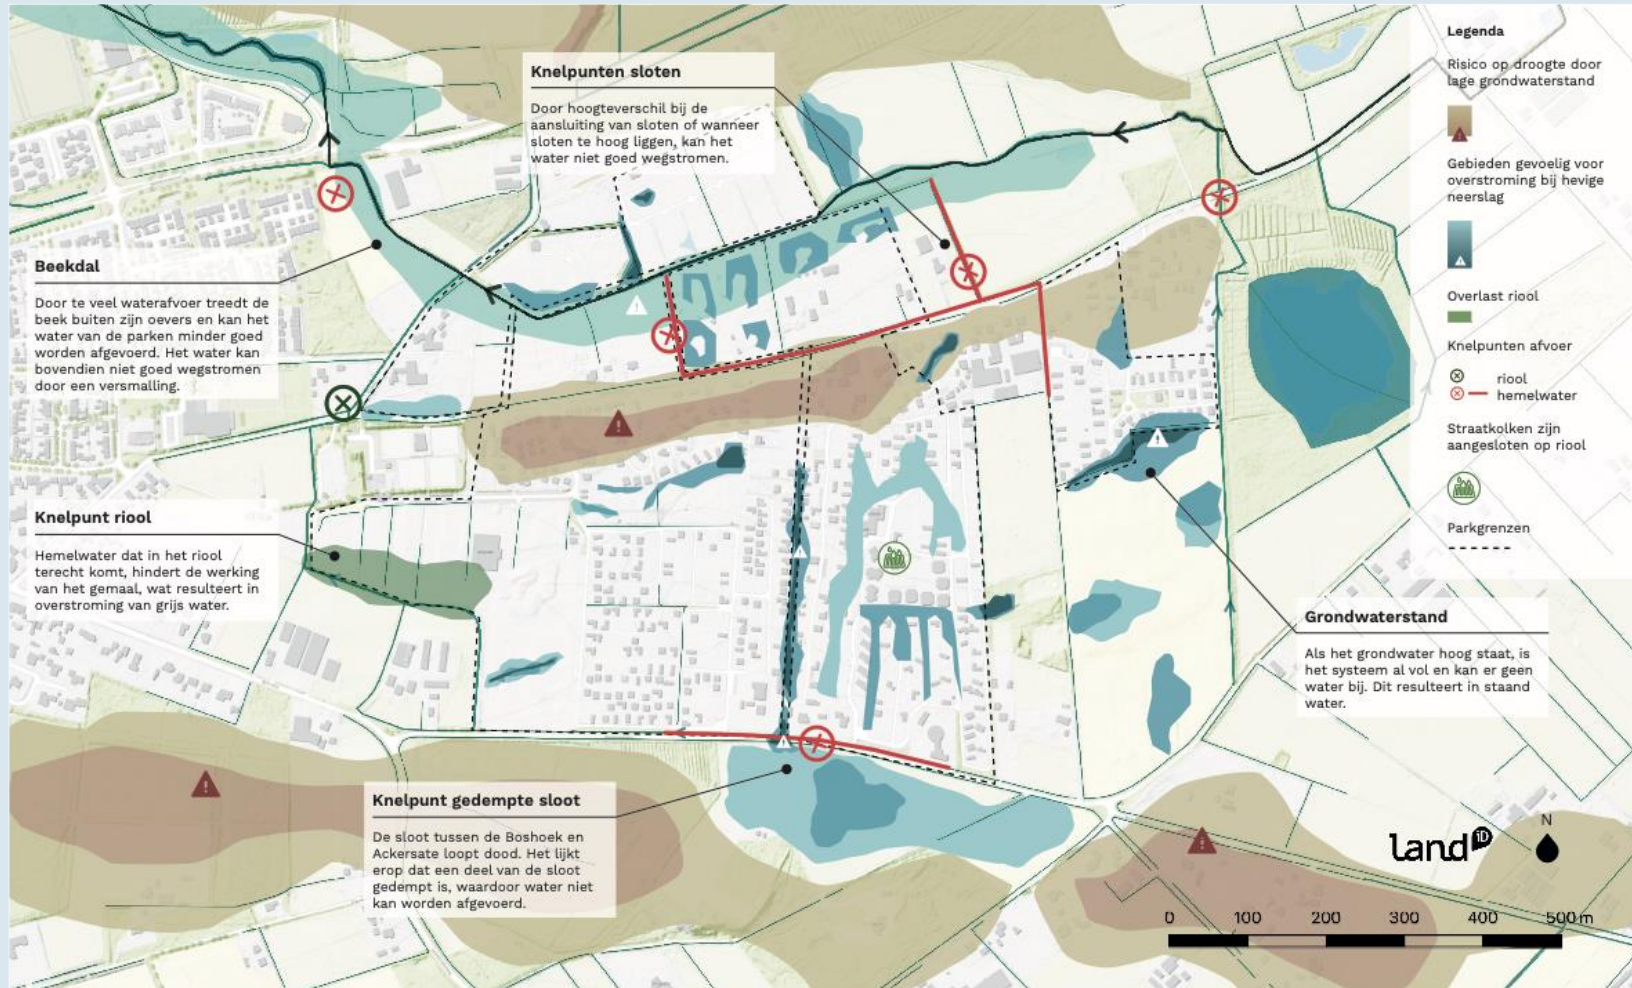 Knelpunten sloten
Door hoogteverschil bij de
aansluiting van sloten of wanneer
sloten te hoog liggen, kan het
water niet goed wegstromen.
Beekdal
Door te veel waterafvoer treedt de
beek buiten zijn oevers en kan het
water van de parken minder goed
worden afgevoerd. Het water kan
bovendien niet goed wegstromen
door een versmalling.
Knelpunt riool
Hemelwater dat in het riool
terecht komt, hindert de werking
van het gemaal, wat resulteert in
overstroming van grijs water.
Knelpunt gedempte sloot
De sloot tussen de Boshoek en
Ackersate loopt dood. Het lijkt
erop dat een deel van de sloot
gedempt is, waardoor water niet
kan worden afgevoerd.
Grondwaterstand
Als het grondwater hoog staat, is
het systeem al vol en kan er geen
water bij. Dit resulteert in staand
water.
Legenda
Risico op droogte door
lage grondwaterstand
Gebieden gevoelig voor
overstroming bij hevige
neerslag
Overlast riool
Knelpunten afvoer
riool
hemelwater
Straatkolken zijn
aangesloten op riool
Parkgrenzen
land iD
N
0 100 200 300 400 500 m